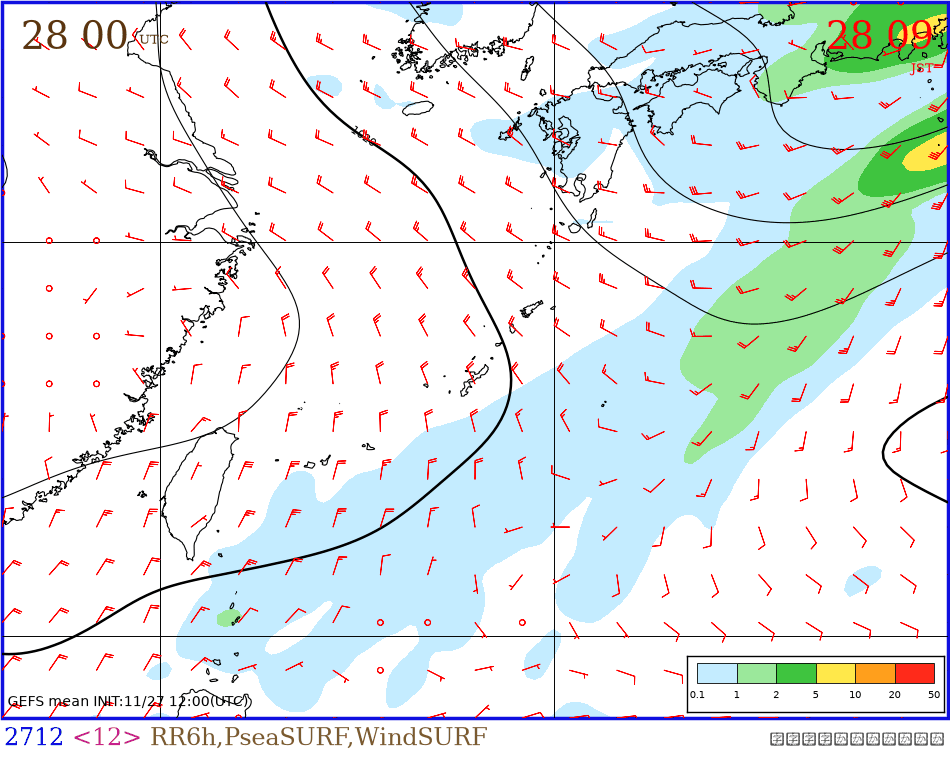 28 00 UTC
28 09
JST
1020
GEFS mean INIT:11/27 12:00(UTC)
0.1 1 2 5 10 20 50
2712 <12> RR6h,PseaSURF,WindSURF